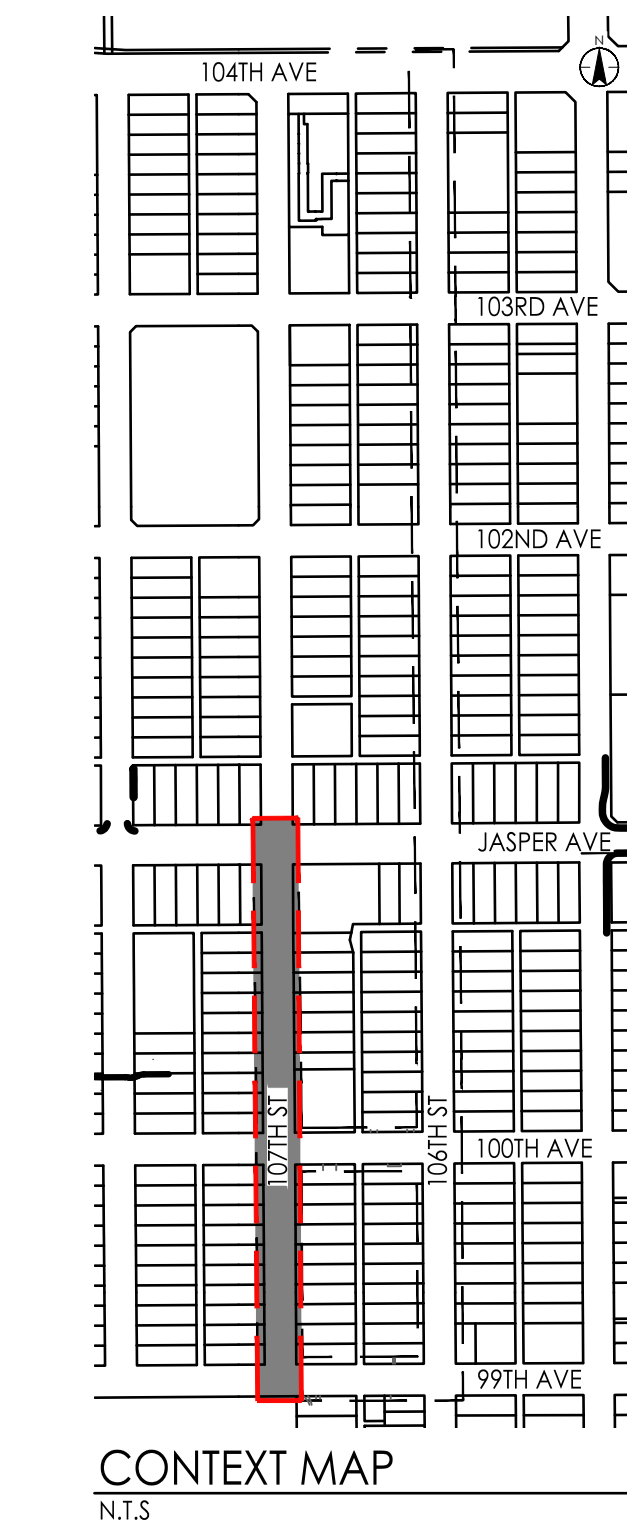 N
104TH AVE
103RD AVE
102ND AVE
JASPER AVE
107TH ST
106TH ST
100TH AVE
99TH AVE
CONTEXT MAP
N.T.S